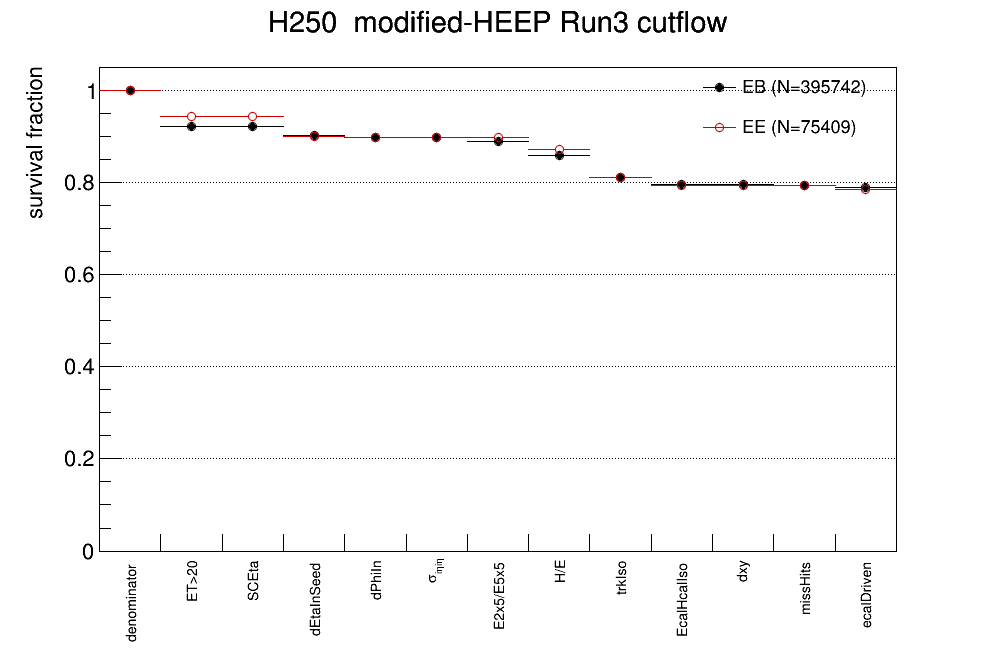 H250 modified-HEEP Run3 cutflow
survival fraction
1
0.8
0.6
0.4
0.2
0
EB (N=395742)
EE (N=75409)
denominator
ET>20
SCEta
dEtaInSeed
dPhiIn
σiηiη
E2x5/E5x5
H/E
trkIso
EcalHcalIso
dxy
missHits
ecalDriven